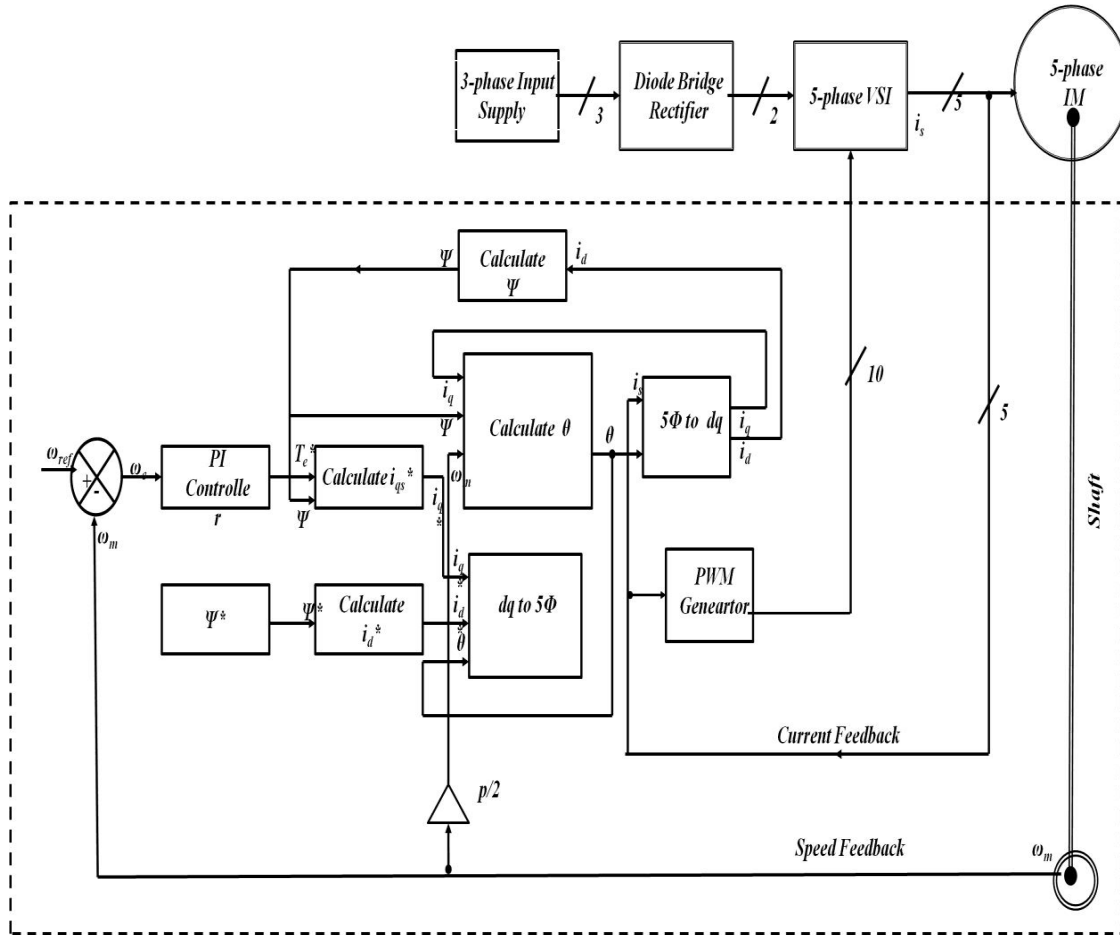 3-phase Input
Supply
3
Diode Bridge
Rectifier
2
5-phase VSI
i_s
5
5-phase
IM
Ψ
Calculate
Ψ
i_d
10
5
i_q
Ψ
ω_m
Calculate θ
θ
i_s
5Φ to dq
i_q
i_d
ω_ref
+
-
ω_e
ω_m
PI
Controlle
r
T_e*
Ψ
Calculate i_qs*
i_q
*
Shaft
Ψ*
Ψ*
Calculate
i_d*
i_q
*
i_d
*
θ
dq to 5Φ
PWM
Geneartor
Current Feedback
p/2
Speed Feedback
ω_m